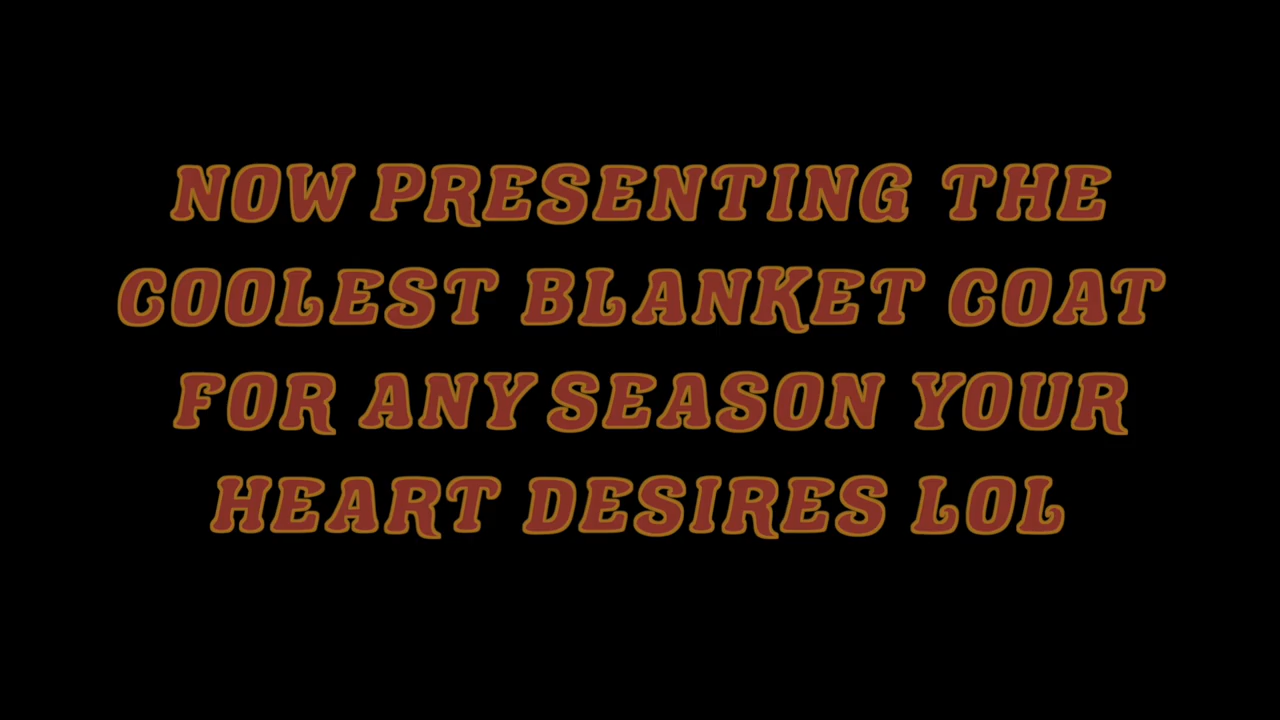 NOW PRESENTING THE
COOLEST BLANKET COAT
FOR ANY SEASON YOUR
HEART DESIRES LOL